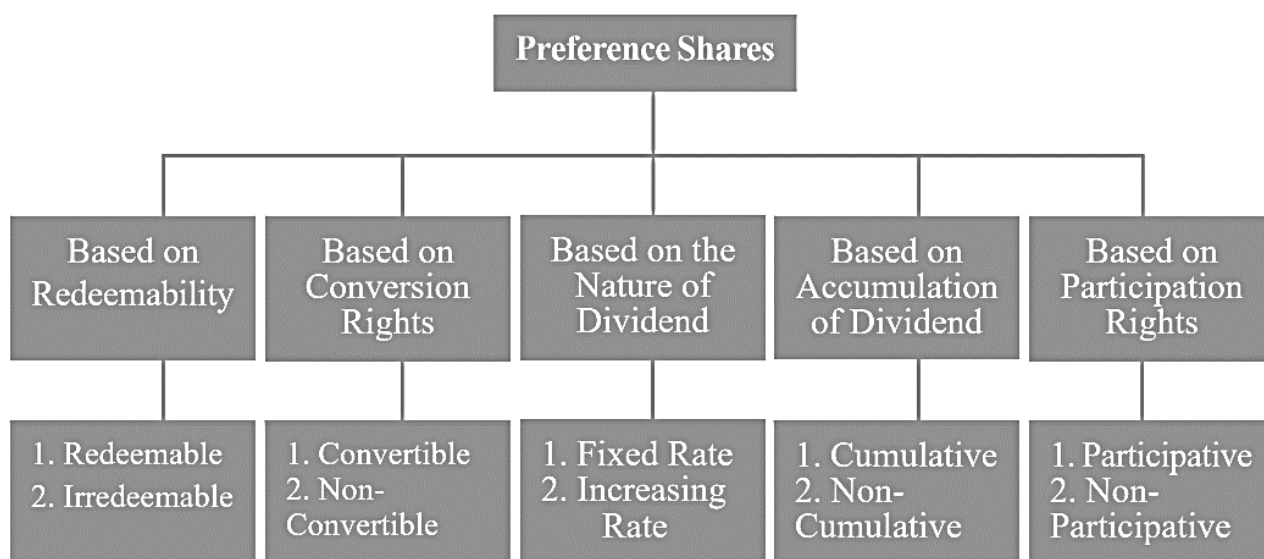 Preference Shares
Based on
Redeemability
Based on
Conversion
Rights
Based on the
Nature of
Dividend
Based on
Accumulation
of Dividend
Based on
Participation
Rights
1. Redeemable
2. Irredeemable
1. Convertible
2. Non-
Convertible
1. Fixed Rate
2. Increasing
Rate
1. Cumulative
2. Non-
Cumulative
1. Participative
2. Non-
Participative